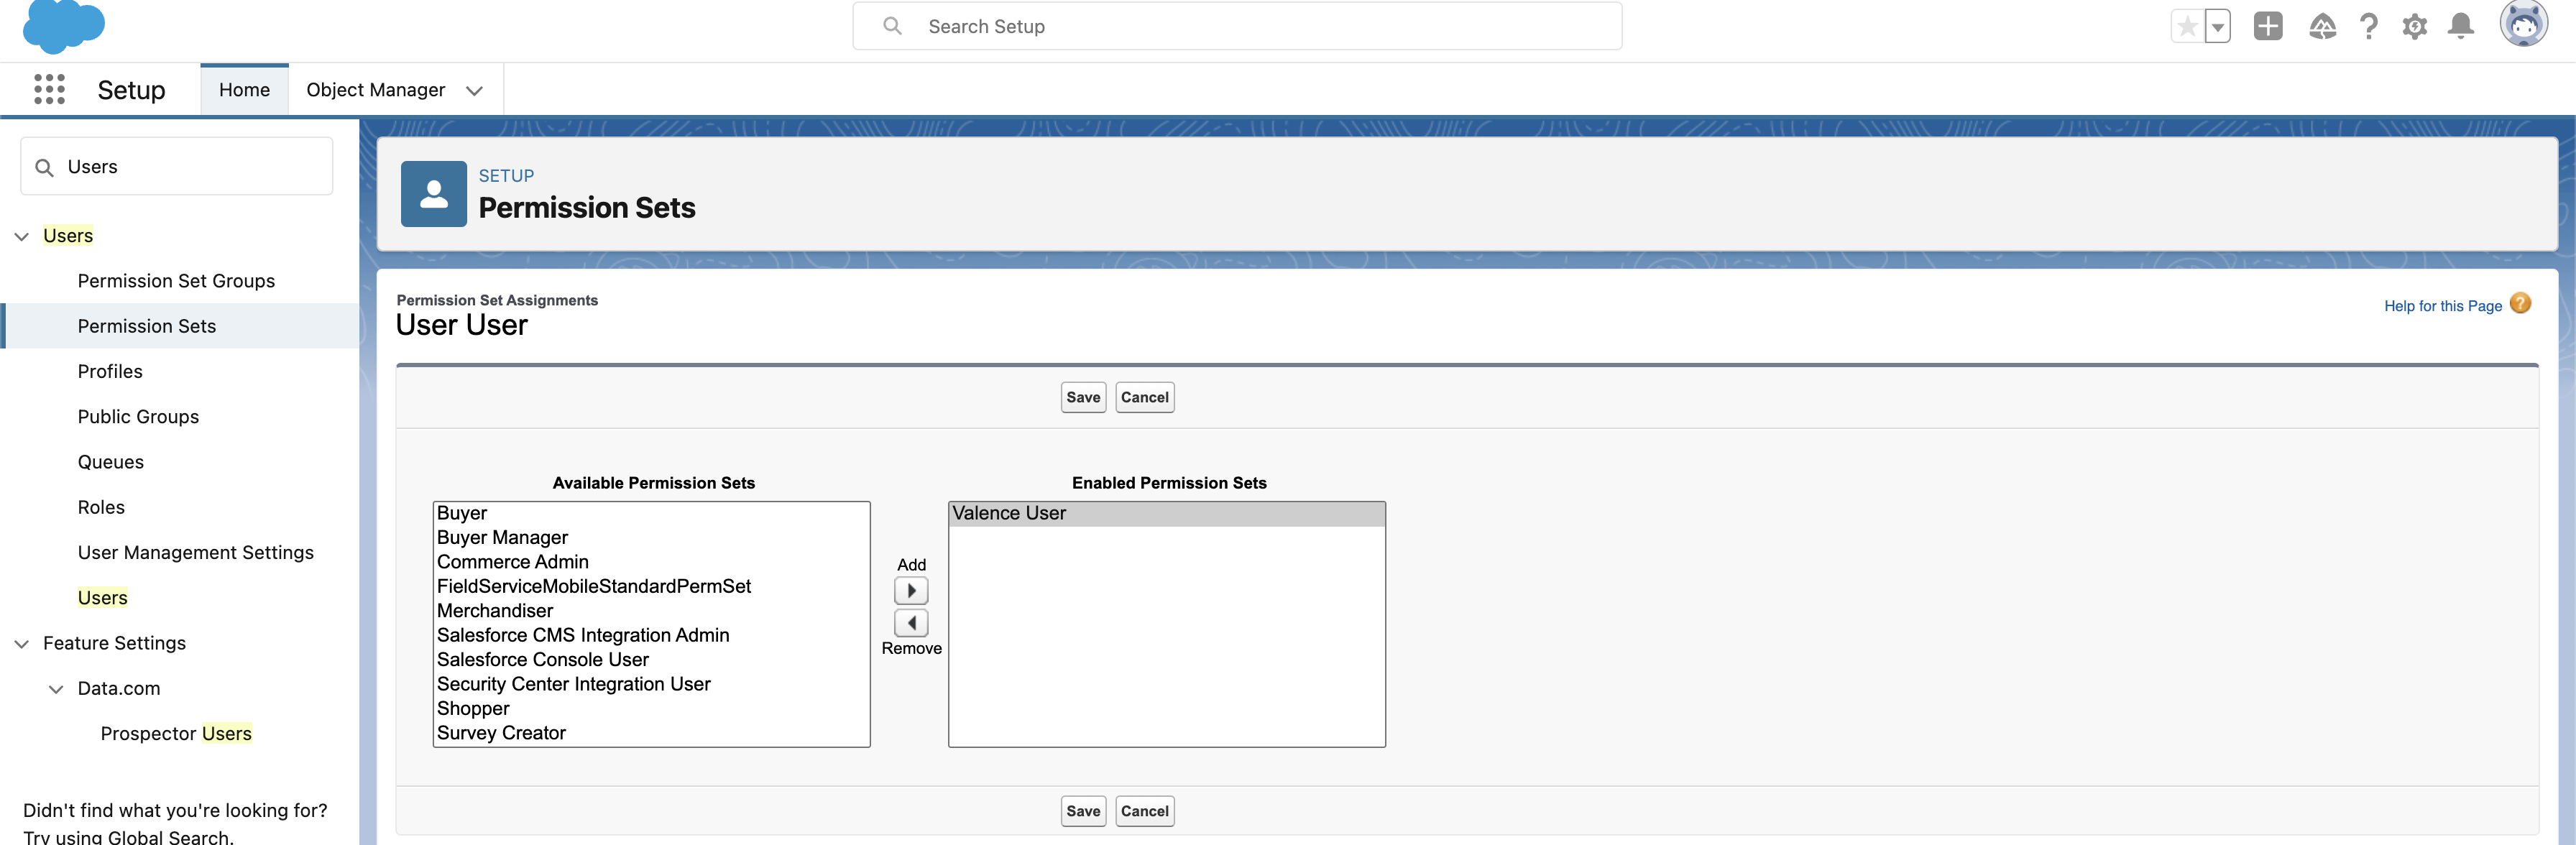 Search Setup
Setup
Home
Object Manager
Users
Users
Permission Set Groups
Permission Sets
Profiles
Public Groups
Queues
Roles
User Management Settings
Users
Feature Settings
Data.com
Prospector Users
Didn't find what you're looking for?
Try using Global Search.
SETUP
Permission Sets
Permission Set Assignments
User User
Help for this Page
Save Cancel
Available Permission Sets
Buyer
Buyer Manager
Commerce Admin
FieldServiceMobileStandardPermSet
Merchandiser
Salesforce CMS Integration Admin
Salesforce Console User
Security Center Integration User
Shopper
Survey Creator
Add
Remove
Enabled Permission Sets
Valence User
Save Cancel